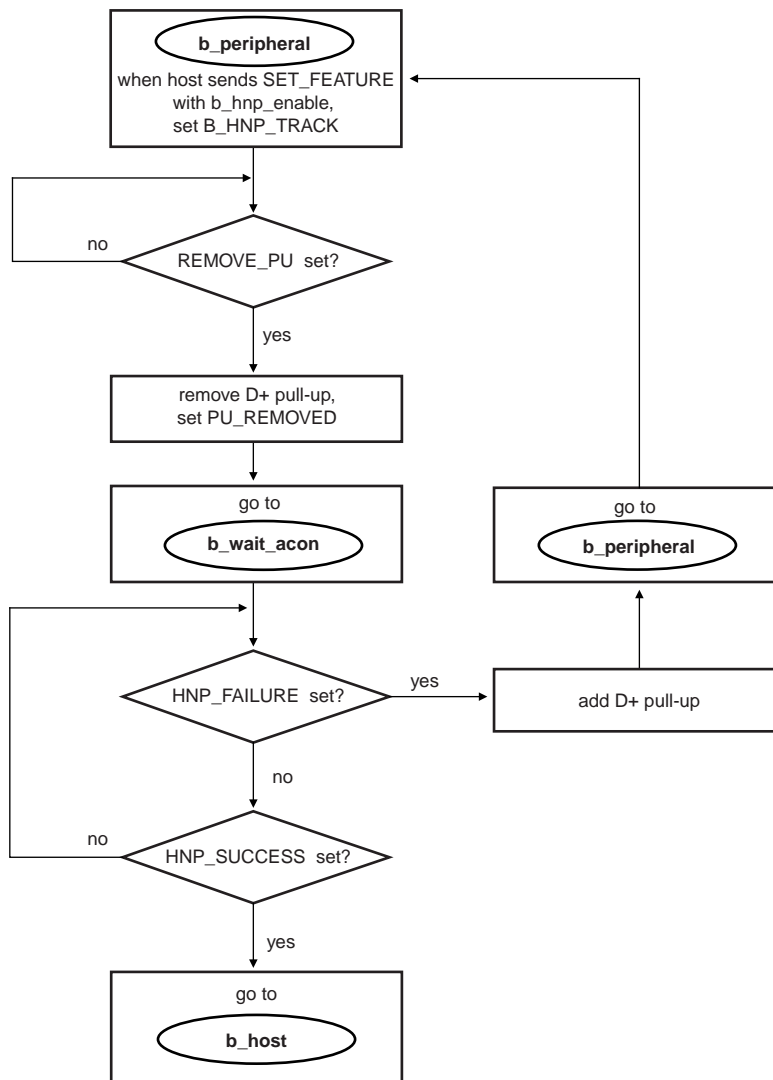 b_peripheral
when host sends SET_FEATURE
with b_hnp_enable,
set B_HNP_TRACK
no
REMOVE_PU set?
yes
remove D+ pull-up,
set PU_REMOVED
go to
b_wait_acon
go to
b_peripheral
HNP_FAILURE set?
yes
add D+ pull-up
no
no
HNP_SUCCESS set?
yes
go to
b_host